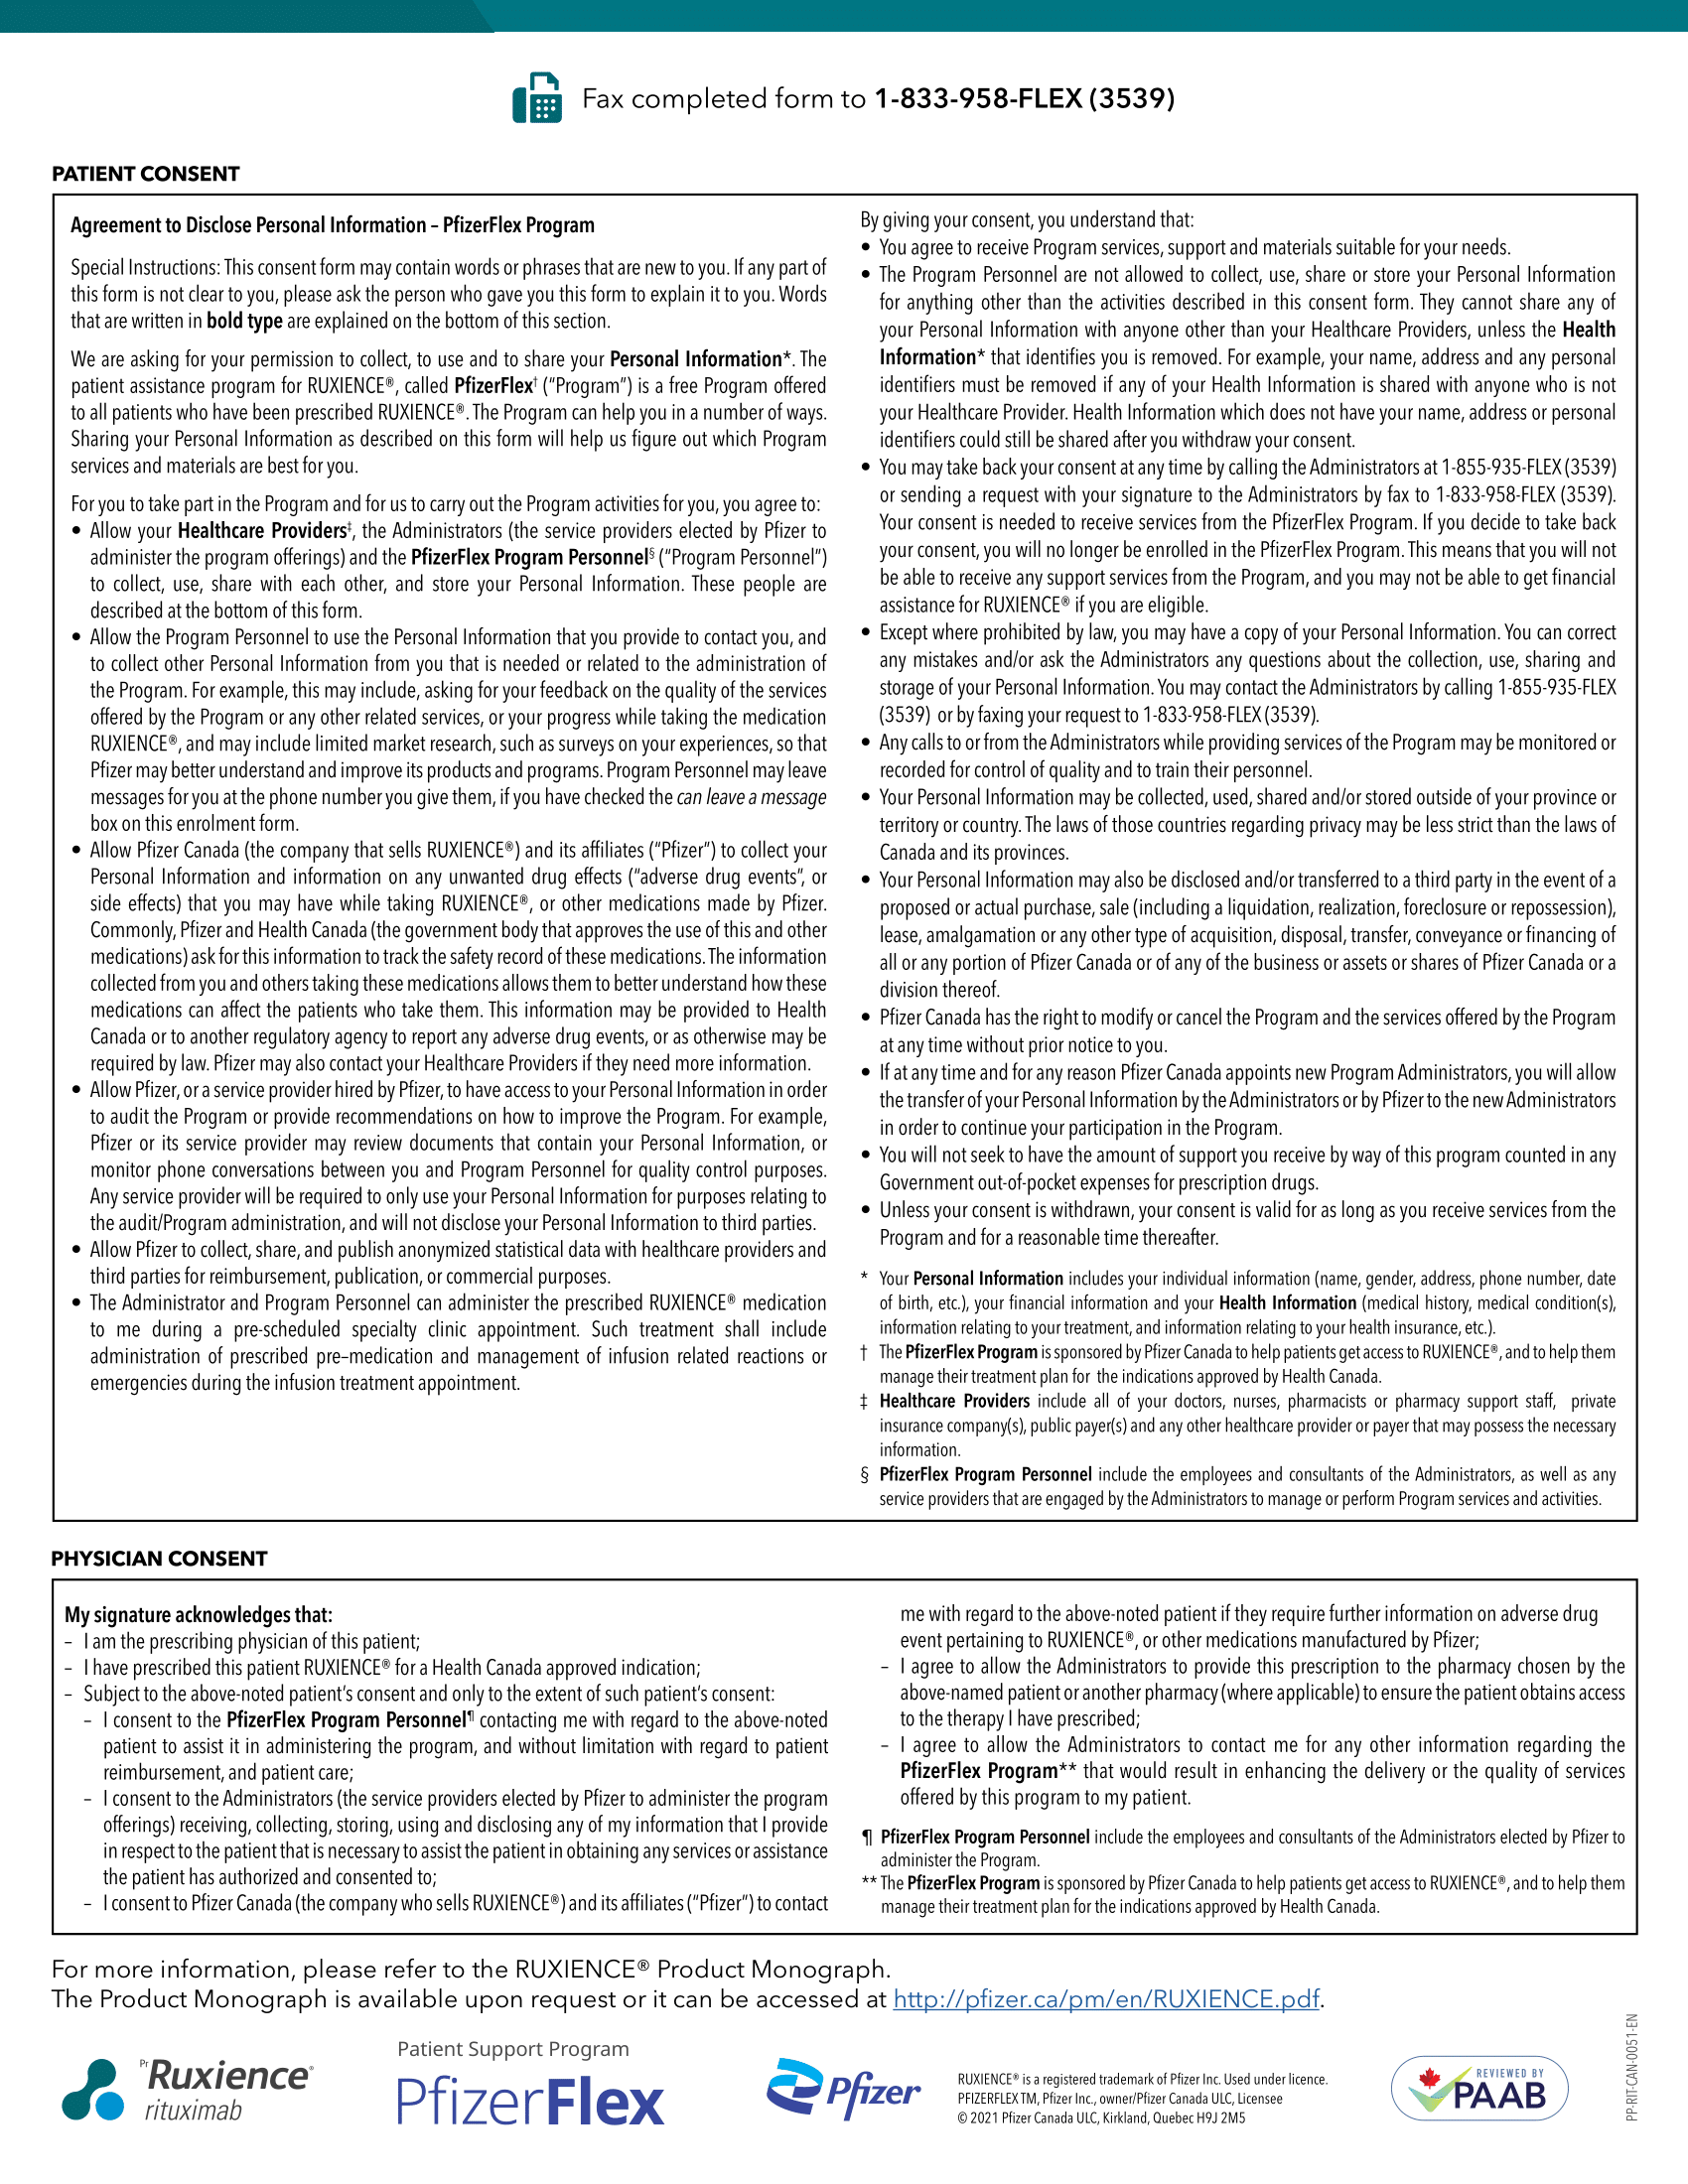 Fax completed form to 1-833-958-FLEX (3539)
PATIENT CONSENT
Agreement to Disclose Personal Information – PfizerFlex Program
Special Instructions: This consent form may contain words or phrases that are new to you. If any part of
this form is not clear to you, please ask the person who gave you this form to explain it to you. Words
that are written in bold type are explained on the bottom of this section.
We are asking for your permission to collect, to use and to share your Personal Information*. The
patient assistance program for RUXIENCE®, called PfizerFlex† (“Program”) is a free Program offered
to all patients who have been prescribed RUXIENCE®. The Program can help you in a number of ways.
Sharing your Personal Information as described on this form will help us figure out which Program
services and materials are best for you.
For you to take part in the Program and for us to carry out the Program activities for you, you agree to:
• Allow your Healthcare Providers‡, the Administrators (the service providers elected by Pfizer to
administer the program offerings) and the PfizerFlex Program Personnel§ (“Program Personnel”)
to collect, use, share with each other, and store your Personal Information. These people are
described at the bottom of this form.
• Allow the Program Personnel to use the Personal Information that you provide to contact you, and
to collect other Personal Information from you that is needed or related to the administration of
the Program. For example, this may include, asking for your feedback on the quality of the services
offered by the Program or any other related services, or your progress while taking the medication
RUXIENCE®, and may include limited market research, such as surveys on your experiences, so that
Pfizer may better understand and improve its products and programs. Program Personnel may leave
messages for you at the phone number you give them, if you have checked the can leave a message
box on this enrolment form.
• Allow Pfizer Canada (the company that sells RUXIENCE®) and its affiliates (“Pfizer”) to collect your
Personal Information and information on any unwanted drug effects (“adverse drug events”, or
side effects) that you may have while taking RUXIENCE®, or other medications made by Pfizer.
Commonly, Pfizer and Health Canada (the government body that approves the use of this and other
medications) ask for this information to track the safety record of these medications. The information
collected from you and others taking these medications allows them to better understand how these
medications can affect the patients who take them. This information may be provided to Health
Canada or to another regulatory agency to report any adverse drug events, or as otherwise may be
required by law. Pfizer may also contact your Healthcare Providers if they need more information.
• Allow Pfizer, or a service provider hired by Pfizer, to have access to your Personal Information in order
to audit the Program or provide recommendations on how to improve the Program. For example,
Pfizer or its service provider may review documents that contain your Personal Information, or
monitor phone conversations between you and Program Personnel for quality control purposes.
Any service provider will be required to only use your Personal Information for purposes relating to
the audit/Program administration, and will not disclose your Personal Information to third parties.
• Allow Pfizer to collect, share, and publish anonymized statistical data with healthcare providers and
third parties for reimbursement, publication, or commercial purposes.
• The Administrator and Program Personnel can administer the prescribed RUXIENCE® medication
to me during a pre-scheduled specialty clinic appointment. Such treatment shall include
administration of prescribed pre–medication and management of infusion related reactions or
emergencies during the infusion treatment appointment.
By giving your consent, you understand that:
• You agree to receive Program services, support and materials suitable for your needs.
• The Program Personnel are not allowed to collect, use, share or store your Personal Information
for anything other than the activities described in this consent form. They cannot share any of
your Personal Information with anyone other than your Healthcare Providers, unless the Health
Information* that identifies you is removed. For example, your name, address and any personal
identifiers must be removed if any of your Health Information is shared with anyone who is not
your Healthcare Provider. Health Information which does not have your name, address or personal
identifiers could still be shared after you withdraw your consent.
• You may take back your consent at any time by calling the Administrators at 1-855-935-FLEX (3539)
or sending a request with your signature to the Administrators by fax to 1-833-958-FLEX (3539).
Your consent is needed to receive services from the PfizerFlex Program. If you decide to take back
your consent, you will no longer be enrolled in the PfizerFlex Program. This means that you will not
be able to receive any support services from the Program, and you may not be able to get financial
assistance for RUXIENCE® if you are eligible.
• Except where prohibited by law, you may have a copy of your Personal Information. You can correct
any mistakes and/or ask the Administrators any questions about the collection, use, sharing and
storage of your Personal Information. You may contact the Administrators by calling 1-855-935-FLEX
(3539) or by faxing your request to 1-833-958-FLEX (3539).
• Any calls to or from the Administrators while providing services of the Program may be monitored or
recorded for control of quality and to train their personnel.
• Your Personal Information may be collected, used, shared and/or stored outside of your province or
territory or country. The laws of those countries regarding privacy may be less strict than the laws of
Canada and its provinces.
• Your Personal Information may also be disclosed and/or transferred to a third party in the event of a
proposed or actual purchase, sale (including a liquidation, realization, foreclosure or repossession),
lease, amalgamation or any other type of acquisition, disposal, transfer, conveyance or financing of
all or any portion of Pfizer Canada or of any of the business or assets or shares of Pfizer Canada or a
division thereof.
• Pfizer Canada has the right to modify or cancel the Program and the services offered by the Program
at any time without prior notice to you.
• If at any time and for any reason Pfizer Canada appoints new Program Administrators, you will allow
the transfer of your Personal Information by the Administrators or by Pfizer to the new Administrators
in order to continue your participation in the Program.
• You will not seek to have the amount of support you receive by way of this program counted in any
Government out-of-pocket expenses for prescription drugs.
• Unless your consent is withdrawn, your consent is valid for as long as you receive services from the
Program and for a reasonable time thereafter.
* Your Personal Information includes your individual information (name, gender, address, phone number, date
of birth, etc.), your financial information and your Health Information (medical history, medical condition(s),
information relating to your treatment, and information relating to your health insurance, etc.).
† The PfizerFlex Program is sponsored by Pfizer Canada to help patients get access to RUXIENCE®, and to help them
manage their treatment plan for the indications approved by Health Canada.
‡ Healthcare Providers include all of your doctors, nurses, pharmacists or pharmacy support staff, private
insurance company(s), public payer(s) and any other healthcare provider or payer that may possess the necessary
information.
§ PfizerFlex Program Personnel include the employees and consultants of the Administrators, as well as any
service providers that are engaged by the Administrators to manage or perform Program services and activities.
PHYSICIAN CONSENT
My signature acknowledges that:
– I am the prescribing physician of this patient;
– I have prescribed this patient RUXIENCE® for a Health Canada approved indication;
– Subject to the above-noted patient’s consent and only to the extent of such patient’s consent:
– I consent to the PfizerFlex Program Personnel¶ contacting me with regard to the above-noted
patient to assist it in administering the program, and without limitation with regard to patient
reimbursement, and patient care;
– I consent to the Administrators (the service providers elected by Pfizer to administer the program
offerings) receiving, collecting, storing, using and disclosing any of my information that I provide
in respect to the patient that is necessary to assist the patient in obtaining any services or assistance
the patient has authorized and consented to;
– I consent to Pfizer Canada (the company who sells RUXIENCE®) and its affiliates (“Pfizer”) to contact
me with regard to the above-noted patient if they require further information on adverse drug
event pertaining to RUXIENCE®, or other medications manufactured by Pfizer;
– I agree to allow the Administrators to provide this prescription to the pharmacy chosen by the
above-named patient or another pharmacy (where applicable) to ensure the patient obtains access
to the therapy I have prescribed;
– I agree to allow the Administrators to contact me for any other information regarding the
PfizerFlex Program** that would result in enhancing the delivery or the quality of services
offered by this program to my patient.
¶ PfizerFlex Program Personnel include the employees and consultants of the Administrators elected by Pfizer to
administer the Program.
** The PfizerFlex Program is sponsored by Pfizer Canada to help patients get access to RUXIENCE®, and to help them
manage their treatment plan for the indications approved by Health Canada.
For more information, please refer to the RUXIENCE® Product Monograph.
The Product Monograph is available upon request or it can be accessed at http://pfizer.ca/pm/en/RUXIENCE.pdf.
Pr Ruxience®
rituximab
Patient Support Program
PfizerFlex
Pfizer
RUXIENCE® is a registered trademark of Pfizer Inc. Used under licence.
PFIZERFLEX TM, Pfizer Inc., owner/Pfizer Canada ULC, Licensee
© 2021 Pfizer Canada ULC, Kirkland, Quebec H9J 2M5
REVIEWED BY
PAAB
PP-RIT-CAN-0051-EN